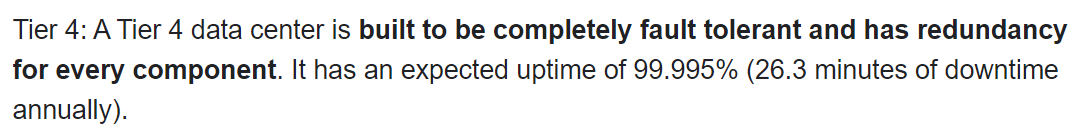 Tier 4: A Tier 4 data center is built to be completely fault tolerant and has redundancy
for every component. It has an expected uptime of 99.995% (26.3 minutes of downtime
annually).